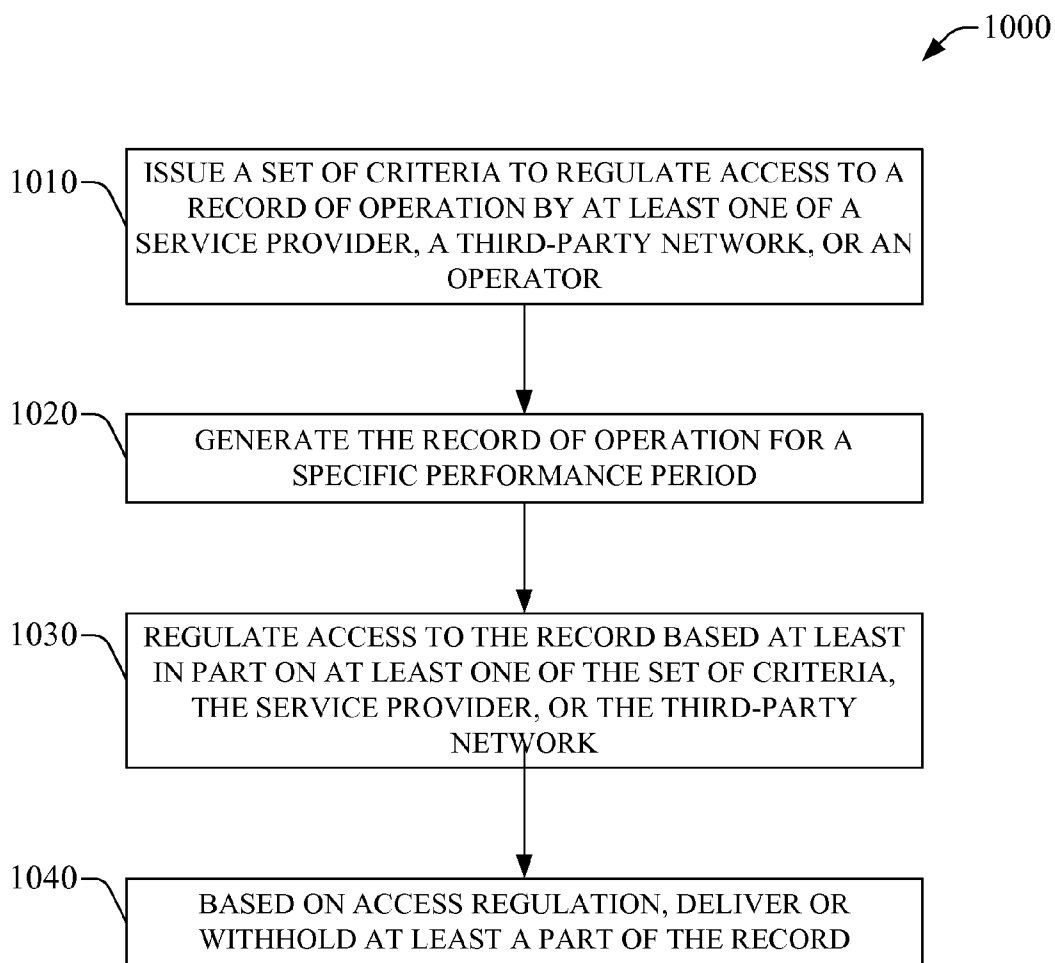 1000
1010
ISSUE A SET OF CRITERIA TO REGULATE ACCESS TO A
RECORD OF OPERATION BY AT LEAST ONE OF A
SERVICE PROVIDER, A THIRD-PARTY NETWORK, OR AN
OPERATOR
1020
GENERATE THE RECORD OF OPERATION FOR A
SPECIFIC PERFORMANCE PERIOD
1030
REGULATE ACCESS TO THE RECORD BASED AT LEAST
IN PART ON AT LEAST ONE OF THE SET OF CRITERIA,
THE SERVICE PROVIDER, OR THE THIRD-PARTY
NETWORK
1040
BASED ON ACCESS REGULATION, DELIVER OR
WITHHOLD AT LEAST A PART OF THE RECORD